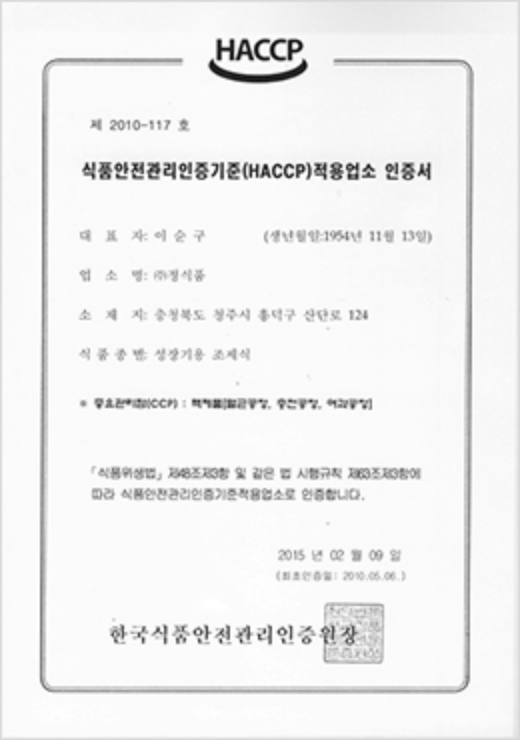 HACCP
제 2010-117 호
식품안전관리인증기준(HACCP)적용업소 인증서
대 표 자: 이순구 (생년월일:1954년 11월 13일)
업 소 명: ㈜정식품
소 재 지: 충청북도 청주시 흥덕구 산단로 124
식품종별: 성장기용 조제식
※ 중요관리점(CCP) : 액제품[멸균공정, 충전공정, 여과공정]
「식품위생법」 제48조제3항 및 같은 법 시행규칙 제63조제3항에
따라 식품안전관리인증기준적용업소로 인증합니다.
2015 년 02 월 09 일
(최초인증일: 2010.05.06.)
한국식품안전관리인증원장